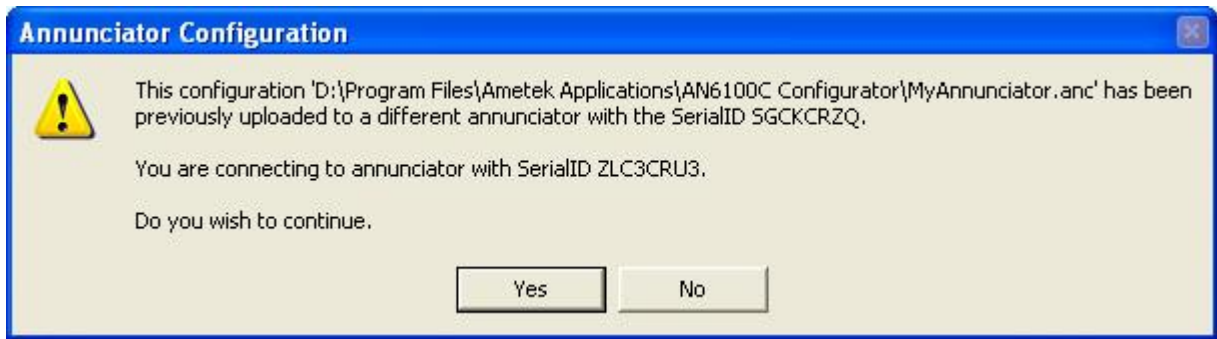 Annunciator Configuration
This configuration 'D:\Program Files\Ametek Applications\AN6100C Configurator\MyAnnunciator.anc' has been
previously uploaded to a different annunciator with the SerialID SGCKCRZQ.
You are connecting to annunciator with SerialID ZLC3CRU3.
Do you wish to continue.
Yes No